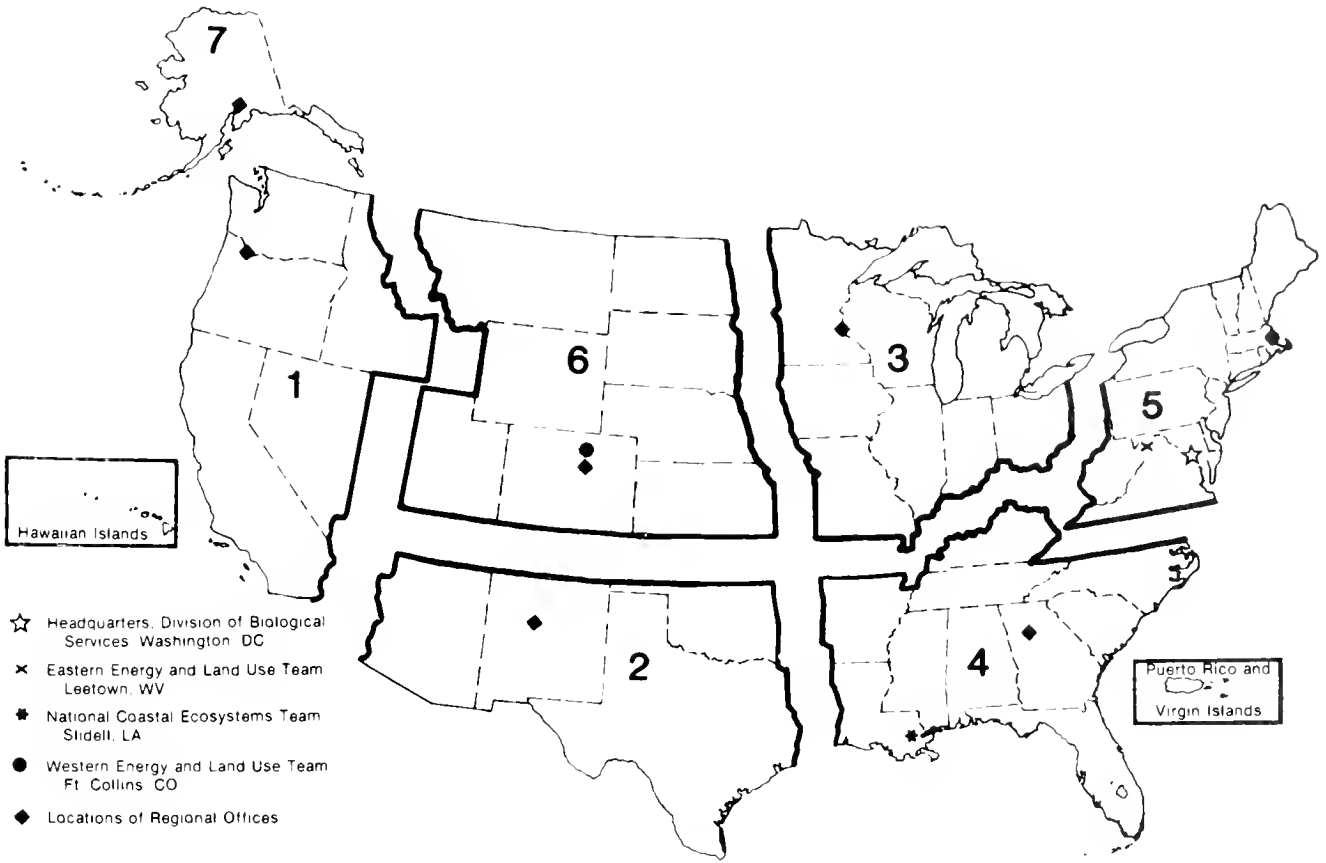 7
1
6
3
5
Hawaiian Islands
2
4
Puerto Rico and
Virgin Islands
Headquarters, Division of Biological
Services Washington DC
Eastern Energy and Land Use Team
Leetown, WV
National Coastal Ecosystems Team
Slidell, LA
Western Energy and Land Use Team
Ft Collins CO
Locations of Regional Offices